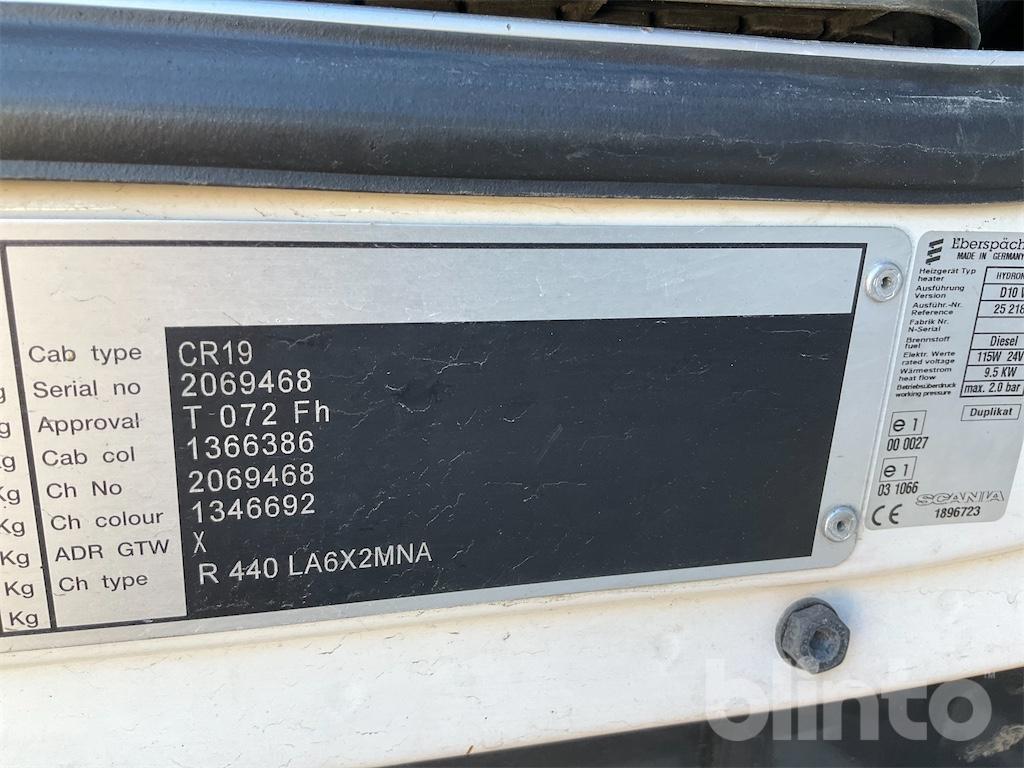 Cab type CR19
Serial no 2069468
Approval T 072 Fh
Cab col 1366386
Ch No 2069468
Ch colour 1346692
ADR GTW X
Ch type R 440 LA6X2MNA
g
g
Kg
Kg
Kg
Kg
Kg
Kg
Eberspäch
MADE IN GERMANY
Heizgerät Typ
heater
HYDRON
Ausführung
Version
D10
Ausführ.-Nr.
Reference
25 218
Fabrik Nr.
N-Serial
Brennstoff
fuel
Diesel
Elektr. Werte
rated voltage
115W 24V
Wärmestrom
heat flow
9.5 KW
Betriebsüberdruck
working pressure
max. 2.0 bar
Duplikat
e1
00 0027
e1
03 1066
CE
SCANIA
1896723
blinto™